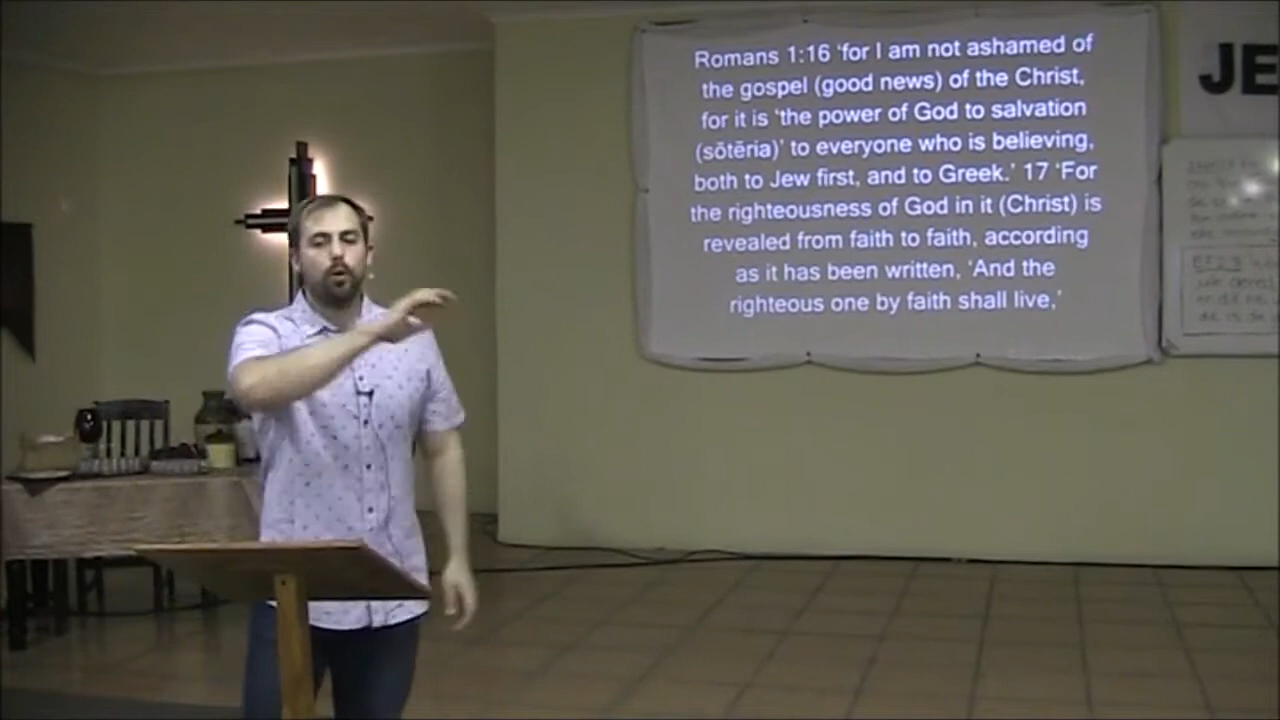 Romans 1:16 ‘for I am not ashamed of
the gospel (good news) of the Christ,
for it is ‘the power of God to salvation
(sōtēria)’ to everyone who is believing,
both to Jew first, and to Greek.’ 17 ‘For
the righteousness of God in it (Christ) is
revealed from faith to faith, according
as it has been written, ‘And the
righteous one by faith shall live,’
JE